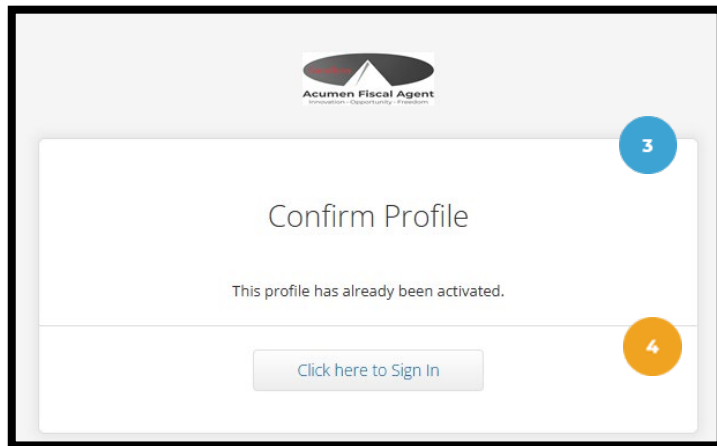 Acumen Fiscal Agent
Innovation - Opportunity - Freedom
3
Confirm Profile
This profile has already been activated.
4
Click here to Sign In